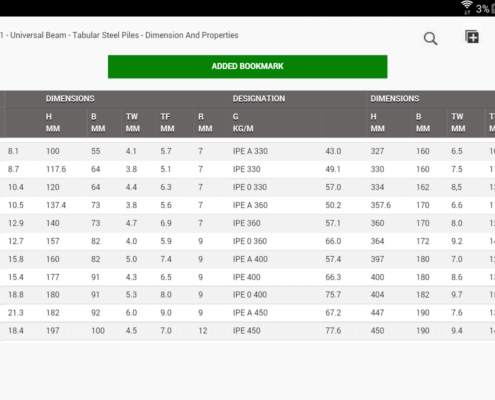 3%
1 - Universal Beam - Tabular Steel Piles - Dimension And Properties
ADDED BOOKMARK
DIMENSIONS DESIGNATION DIMENSIONS
H B TW TF R G H B TW
MM MM MM MM MM KG/M MM MM MM
8.1 100 55 4.1 5.7 7 IPE A 330 43.0 327 160 6.5
8.7 117.6 64 3.8 5.1 7 IPE 330 49.1 330 160 7.5
10.4 120 64 4.4 6.3 7 IPE 0 330 57.0 334 162 8,5
10.5 137.4 73 3.8 5.6 7 IPE A 360 50.2 357.6 170 6.6
12.9 140 73 4.7 6.9 7 IPE 360 57.1 360 170 8.0
12.7 157 82 4.0 5.9 9 IPE 0 360 66.0 364 172 9.2
15.8 160 82 5.0 7.4 9 IPE A 400 57.4 397 180 7.0
15.4 177 91 4.3 6.5 9 IPE 400 66.3 400 180 8.6
18.8 180 91 5.3 8.0 9 IPE 0 400 75.7 404 182 9.7
21.3 182 92 6.0 9.0 9 IPE A 450 67.2 447 190 7.6
18.4 197 100 4.5 7.0 12 IPE 450 77.6 450 190 9.4